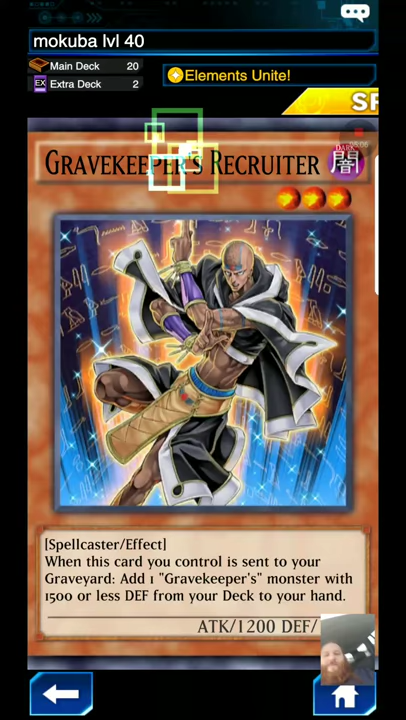 mokuba lvl 40
Main Deck 20
EX Extra Deck 2
Elements Unite!
GRAVEKEEPER'S RECRUITER
DARK
闇
[Spellcaster/Effect]
When this card you control is sent to your
Graveyard: Add 1 "Gravekeeper's" monster with
1500 or less DEF from your Deck to your hand.
ATK/1200 DEF/